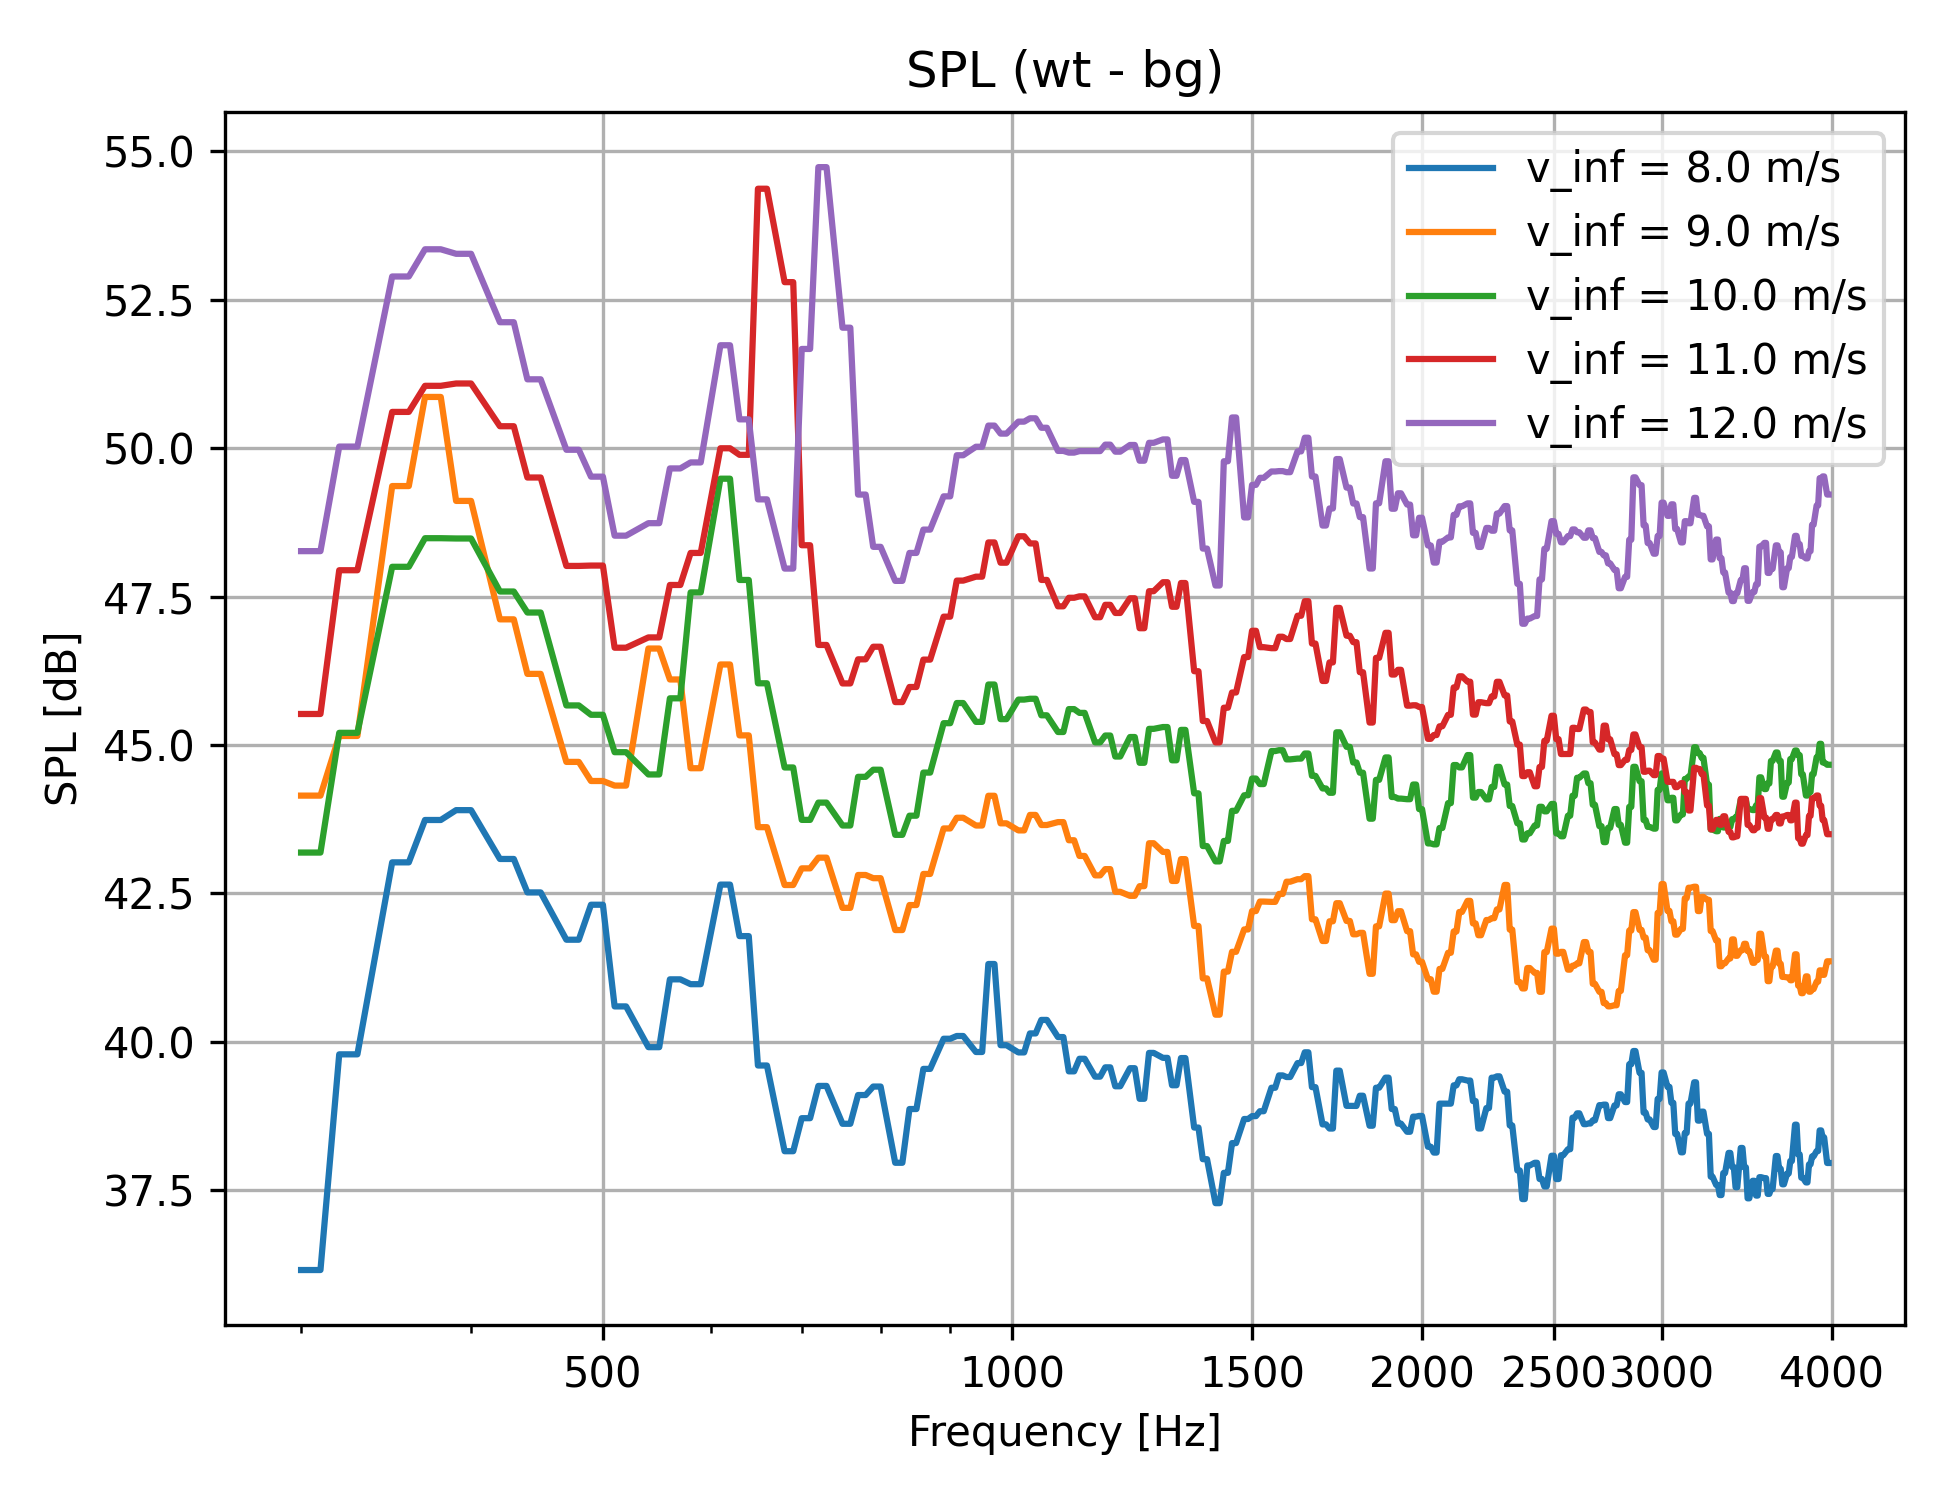 SPL (wt - bg)
SPL [dB]
55.0
52.5
50.0
47.5
45.0
42.5
40.0
37.5
v_inf = 8.0 m/s
v_inf = 9.0 m/s
v_inf = 10.0 m/s
v_inf = 11.0 m/s
v_inf = 12.0 m/s
500 1000 1500 2000 2500 3000 4000
Frequency [Hz]